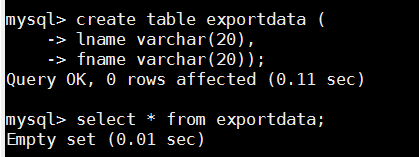 mysql> create table exportdata (
    -> lname varchar(20),
    -> fname varchar(20));
Query OK, 0 rows affected (0.11 sec)
mysql> select * from exportdata;
Empty set (0.01 sec)